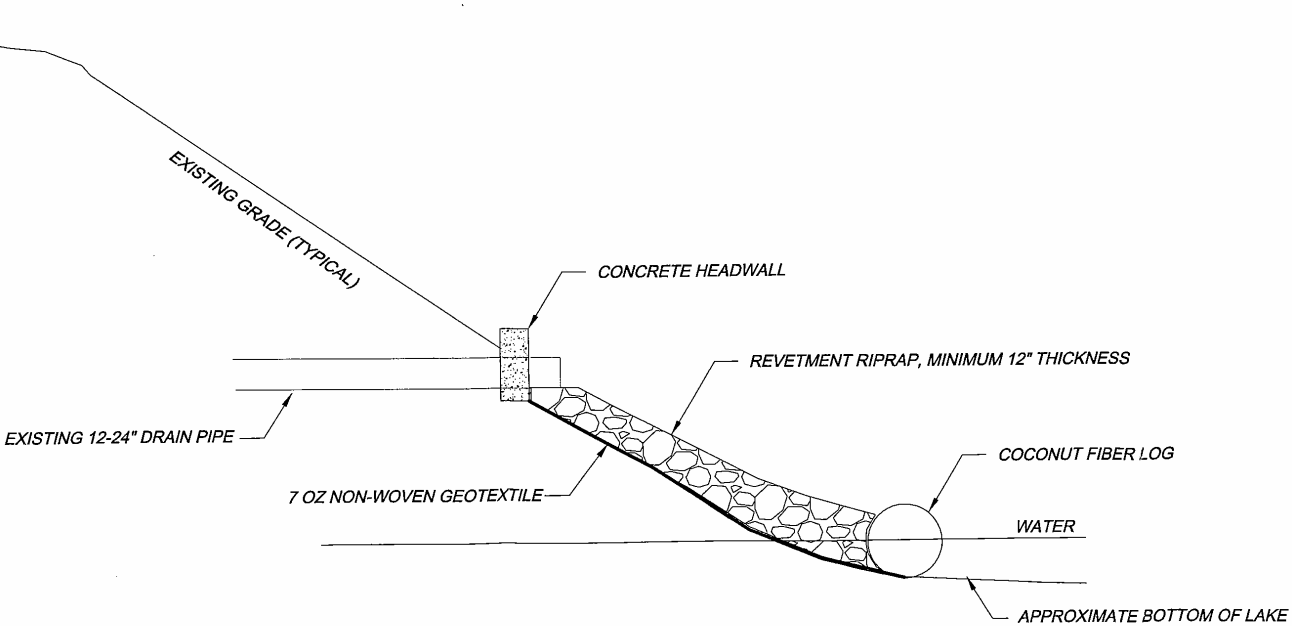 EXISTING GRADE (TYPICAL)
CONCRETE HEADWALL
REVETMENT RIPRAP, MINIMUM 12" THICKNESS
EXISTING 12-24" DRAIN PIPE
COCONUT FIBER LOG
7 OZ NON-WOVEN GEOTEXTILE
WATER
APPROXIMATE BOTTOM OF LAKE